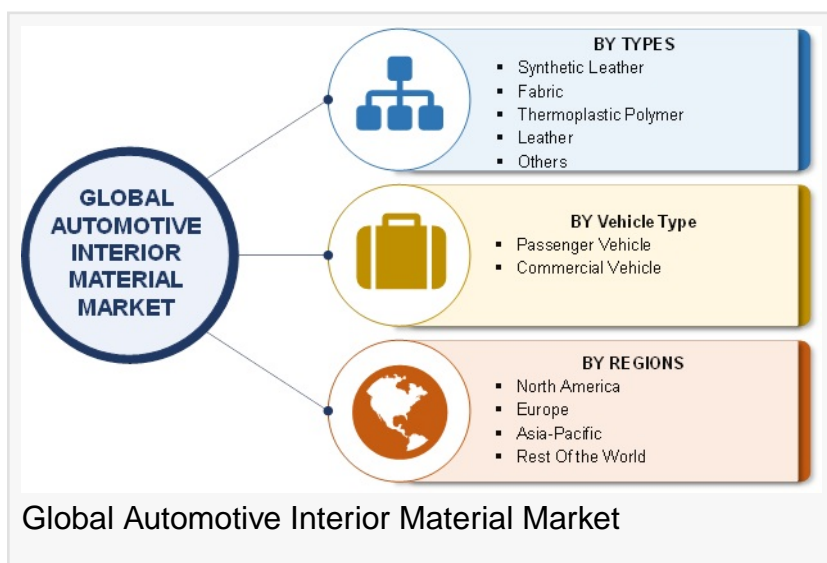 GLOBAL
AUTOMOTIVE
INTERIOR
MATERIAL
MARKET
BY TYPES
▪ Synthetic Leather
▪ Fabric
▪ Thermoplastic Polymer
▪ Leather
▪ Others
BY Vehicle Type
▪ Passenger Vehicle
▪ Commercial Vehicle
BY REGIONS
▪ North America
▪ Europe
▪ Asia-Pacific
▪ Rest Of the World
Global Automotive Interior Material Market